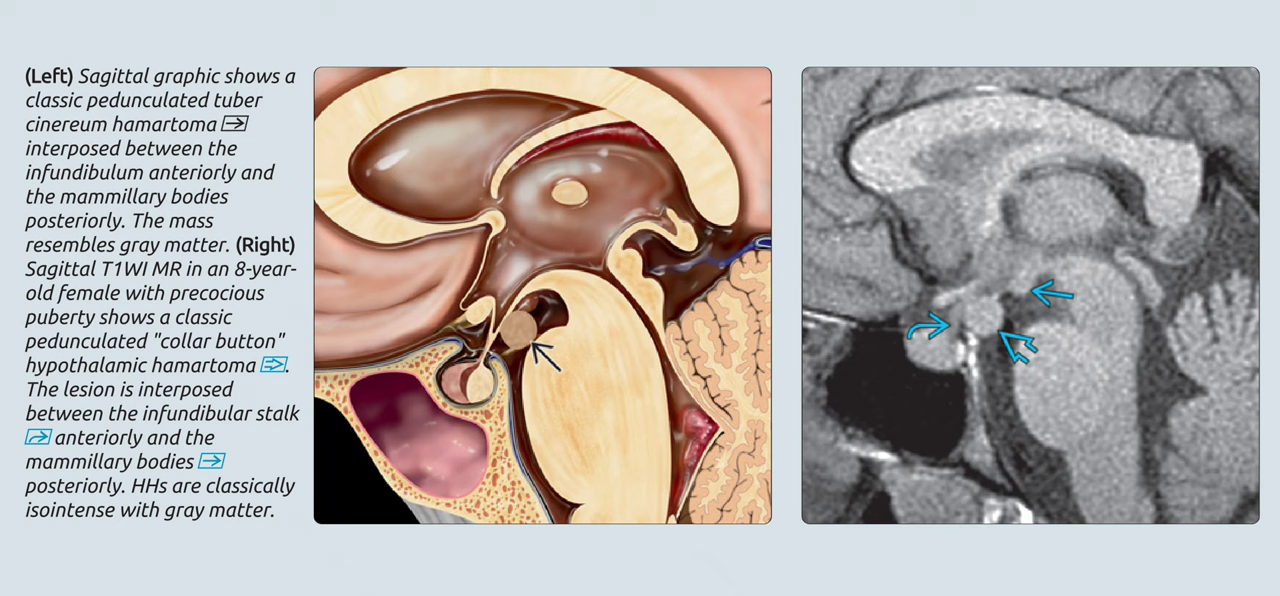 (Left) Sagittal graphic shows a
classic pedunculated tuber
cinereum hamartoma
interposed between the
infundibulum anteriorly and
the mammillary bodies
posteriorly. The mass
resembles gray matter. (Right)
Sagittal T1WI MR in an 8-year-
old female with precocious
puberty shows a classic
pedunculated "collar button"
hypothalamic hamartoma .
The lesion is interposed
between the infundibular stalk
anteriorly and the
mammillary bodies
posteriorly. HHs are classically
isointense with gray matter.